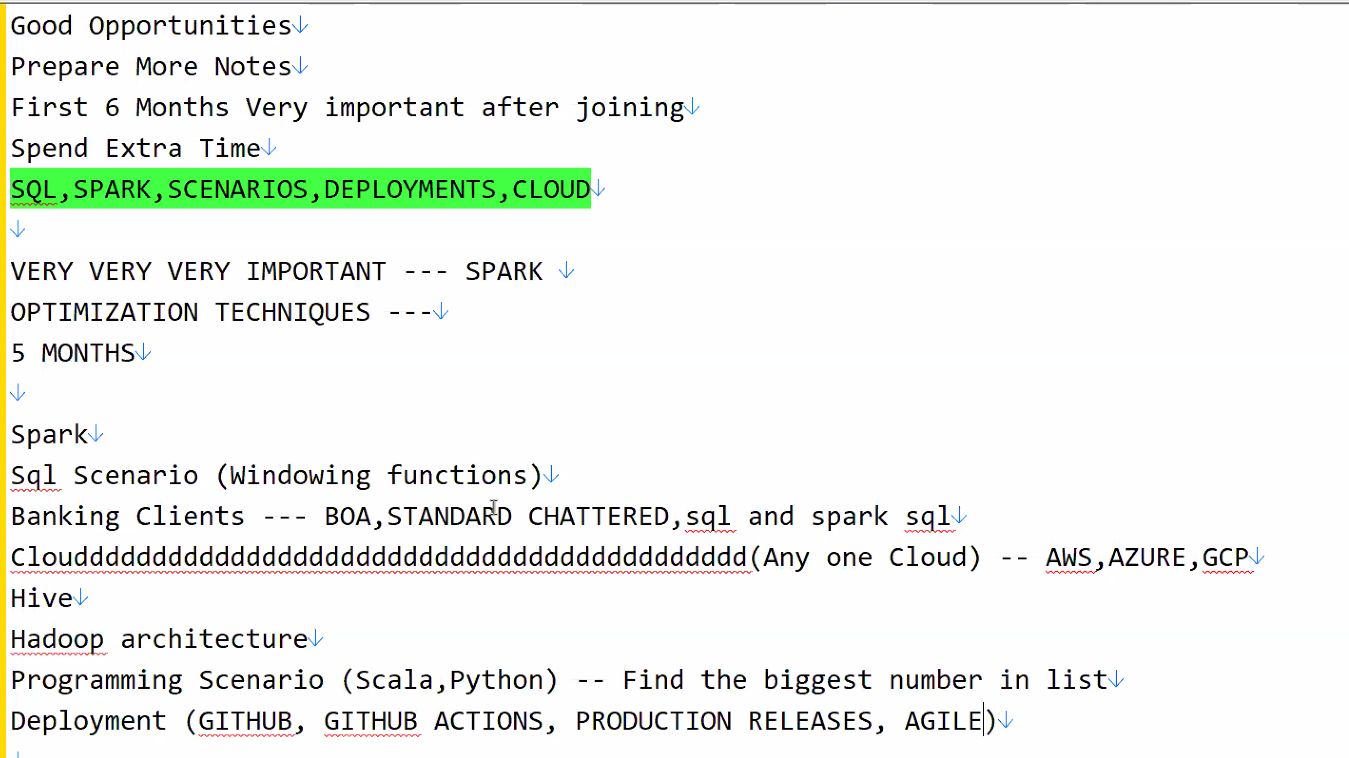 Good Opportunities
Prepare More Notes
First 6 Months Very important after joining
Spend Extra Time
SQL,SPARK,SCENARIOS,DEPLOYMENTS,CLOUD
VERY VERY VERY IMPORTANT --- SPARK
OPTIMIZATION TECHNIQUES ---
5 MONTHS
Spark
Sql Scenario (Windowing functions)
Banking Clients --- BOA,STANDARD CHATTERED,sql and spark sql
Clouddddddddddddddddddddddddddddddddddddddddddd(Any one Cloud) -- AWS,AZURE,GCP
Hive
Hadoop architecture
Programming Scenario (Scala,Python) -- Find the biggest number in list
Deployment (GITHUB, GITHUB ACTIONS, PRODUCTION RELEASES, AGILE)